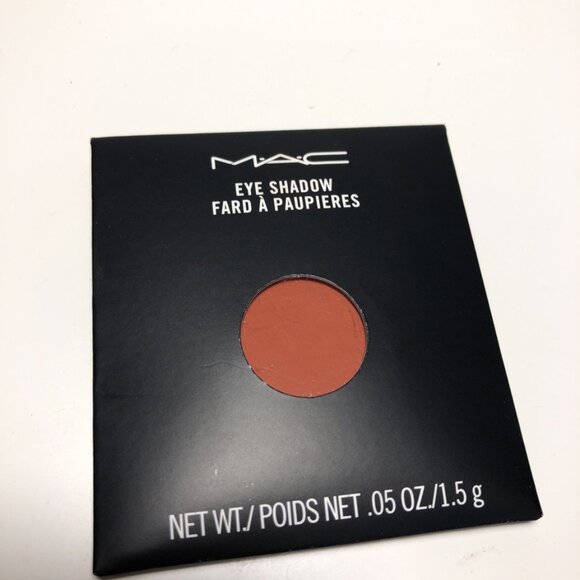 M·A·C
EYE SHADOW
FARD À PAUPIERES
NET WT./ POIDS NET .05 OZ./1.5 g